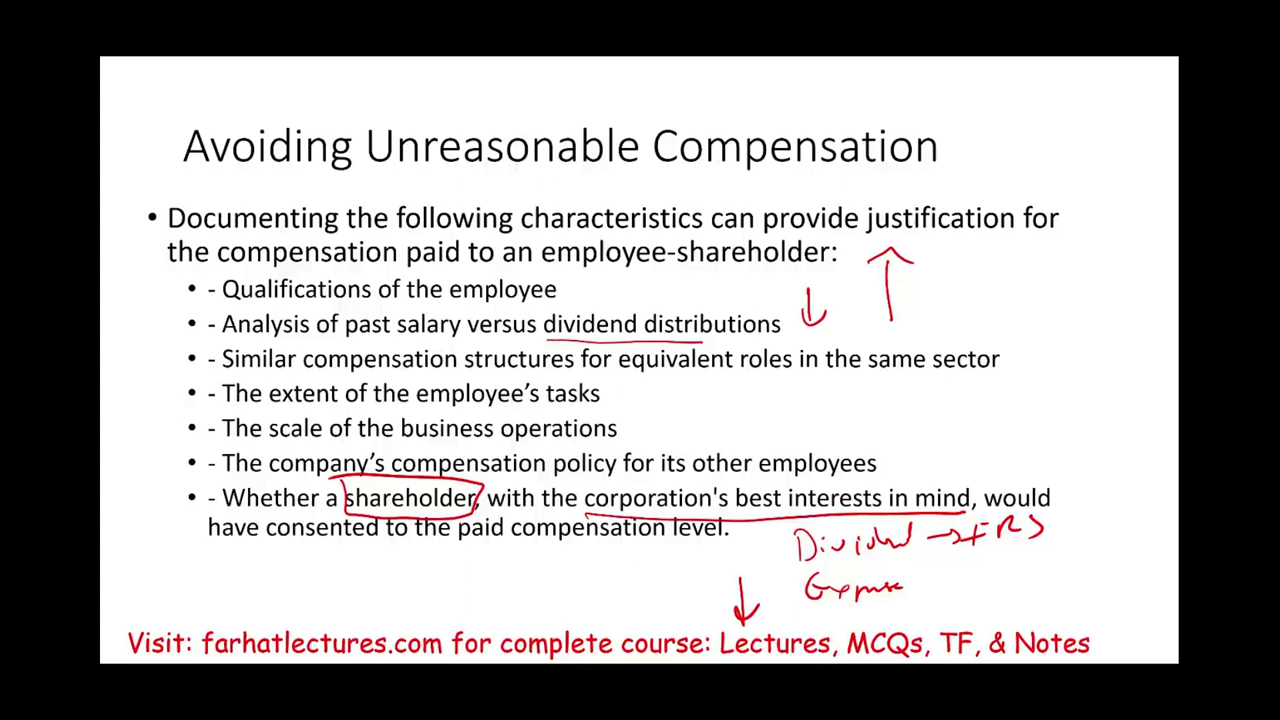 Avoiding Unreasonable Compensation
• Documenting the following characteristics can provide justification for
the compensation paid to an employee-shareholder:
• - Qualifications of the employee
• - Analysis of past salary versus dividend distributions
• - Similar compensation structures for equivalent roles in the same sector
• - The extent of the employee's tasks
• - The scale of the business operations
• - The company's compensation policy for its other employees
• - Whether a shareholder, with the corporation's best interests in mind, would
have consented to the paid compensation level.
Dividend → IRS
Expense
Visit: farhatlectures.com for complete course: Lectures, MCQs, TF, & Notes